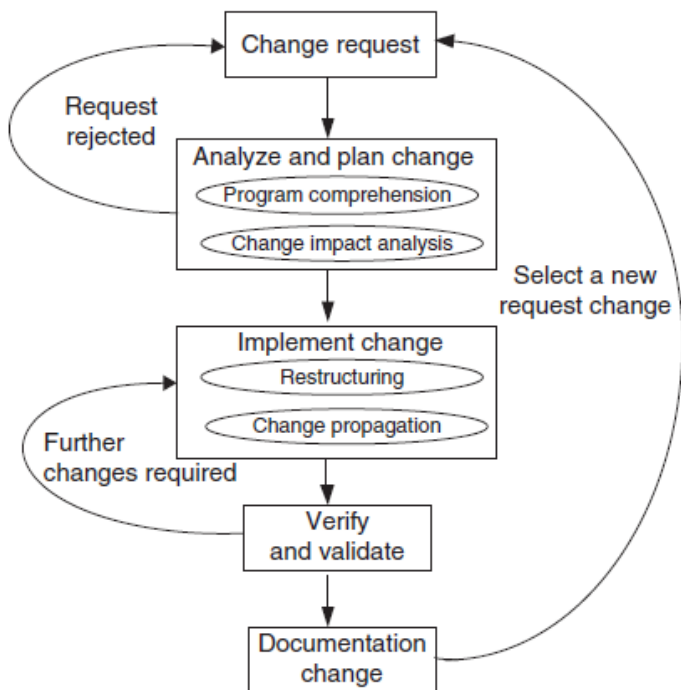 Change request
Request
rejected
Analyze and plan change
Program comprehension
Change impact analysis
Select a new
request change
Implement change
Restructuring
Change propagation
Further
changes required
Verify
and validate
Documentation
change